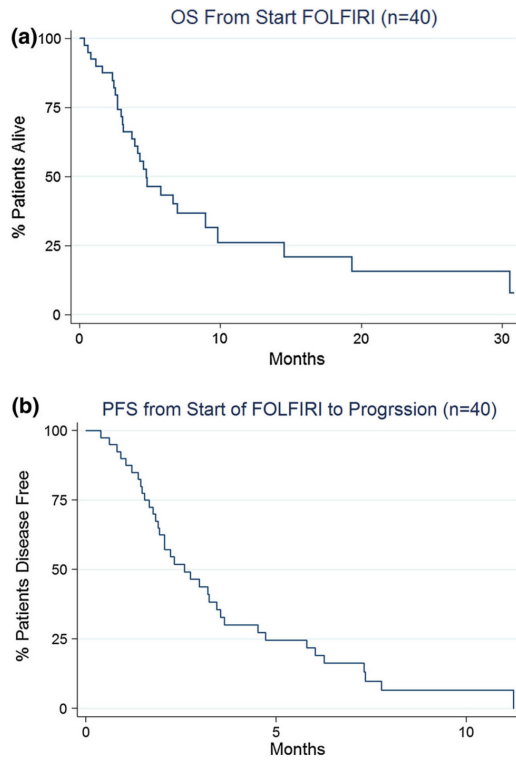 (a)
OS From Start FOLFIRI (n=40)
% Patients Alive
100
75
50
25
0
0 10 20 30
Months
(b)
PFS from Start of FOLFIRI to Progrssion (n=40)
% Patients Disease Free
100
75
50
25
0
0 5 10
Months